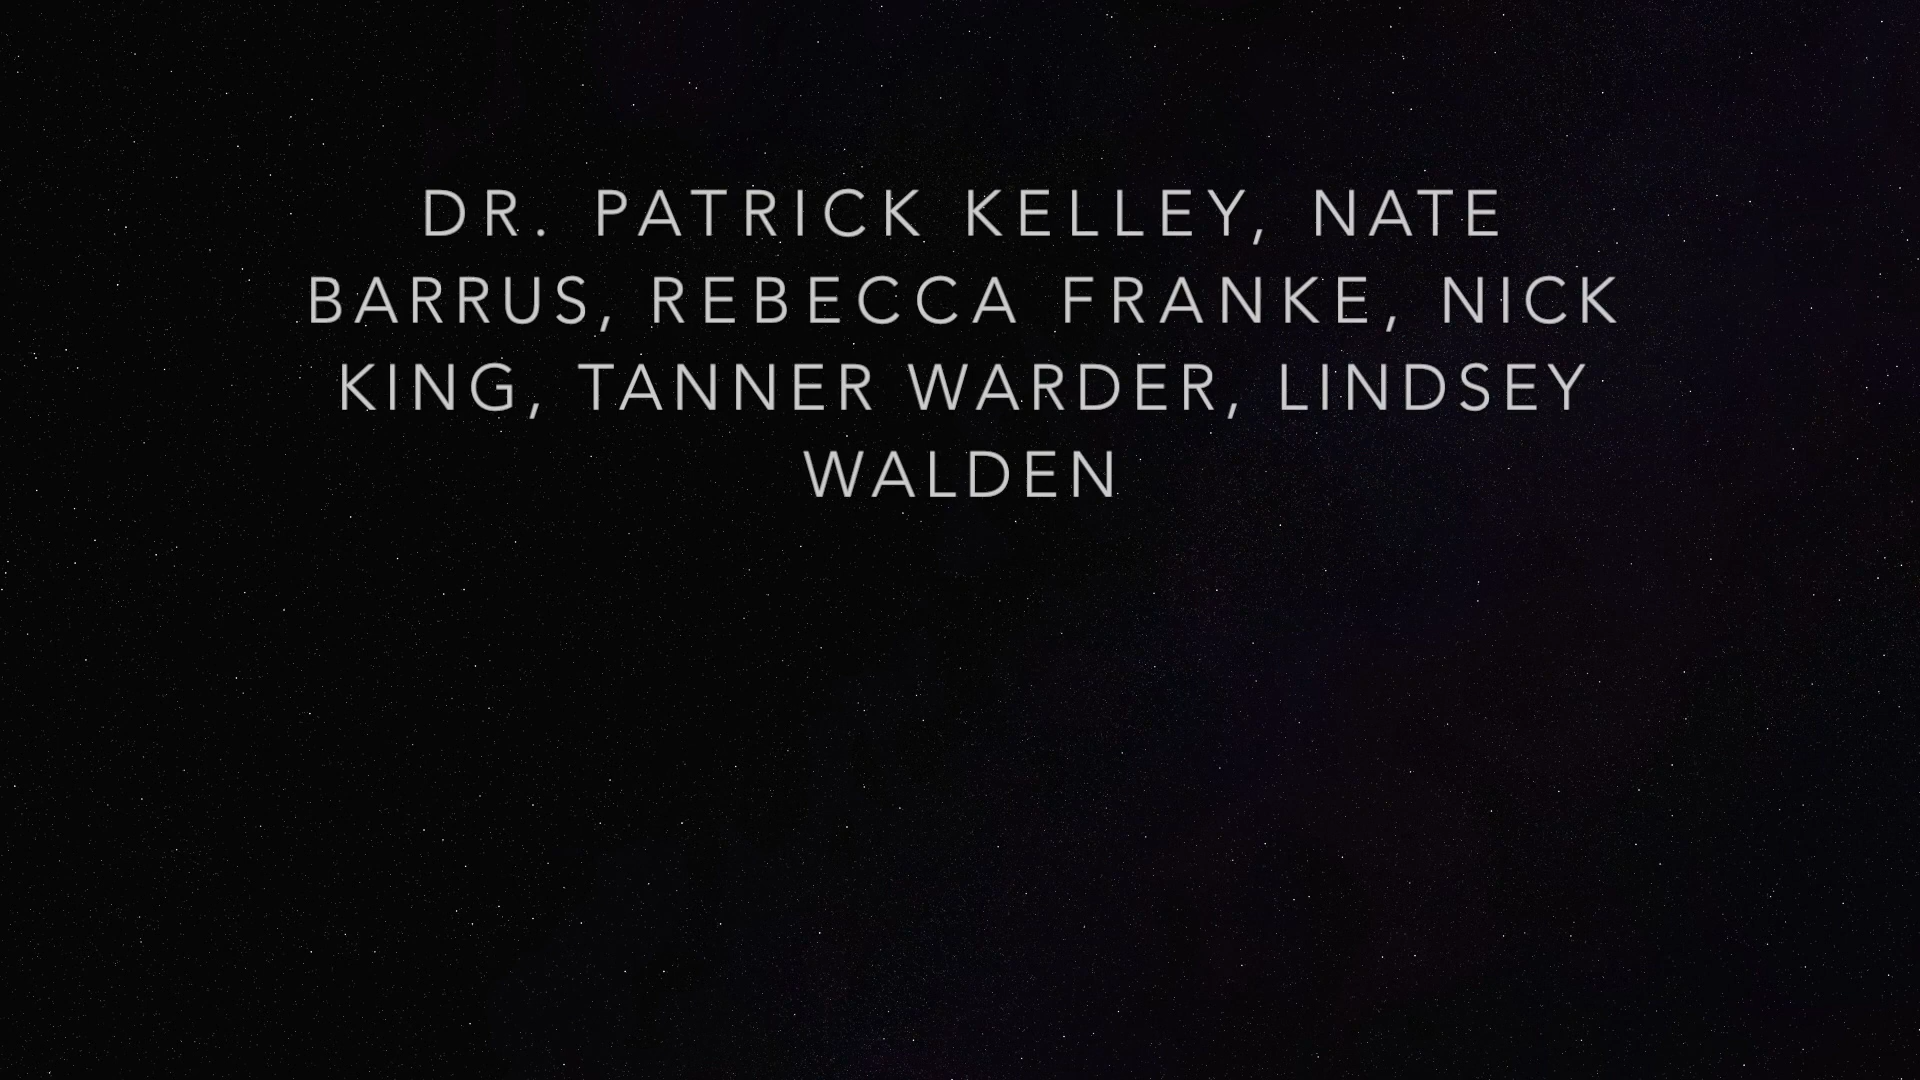 DR. PATRICK KELLEY, NATE
BARRUS, REBECCA FRANKE, NICK
KING, TANNER WARDER, LINDSEY
WALDEN